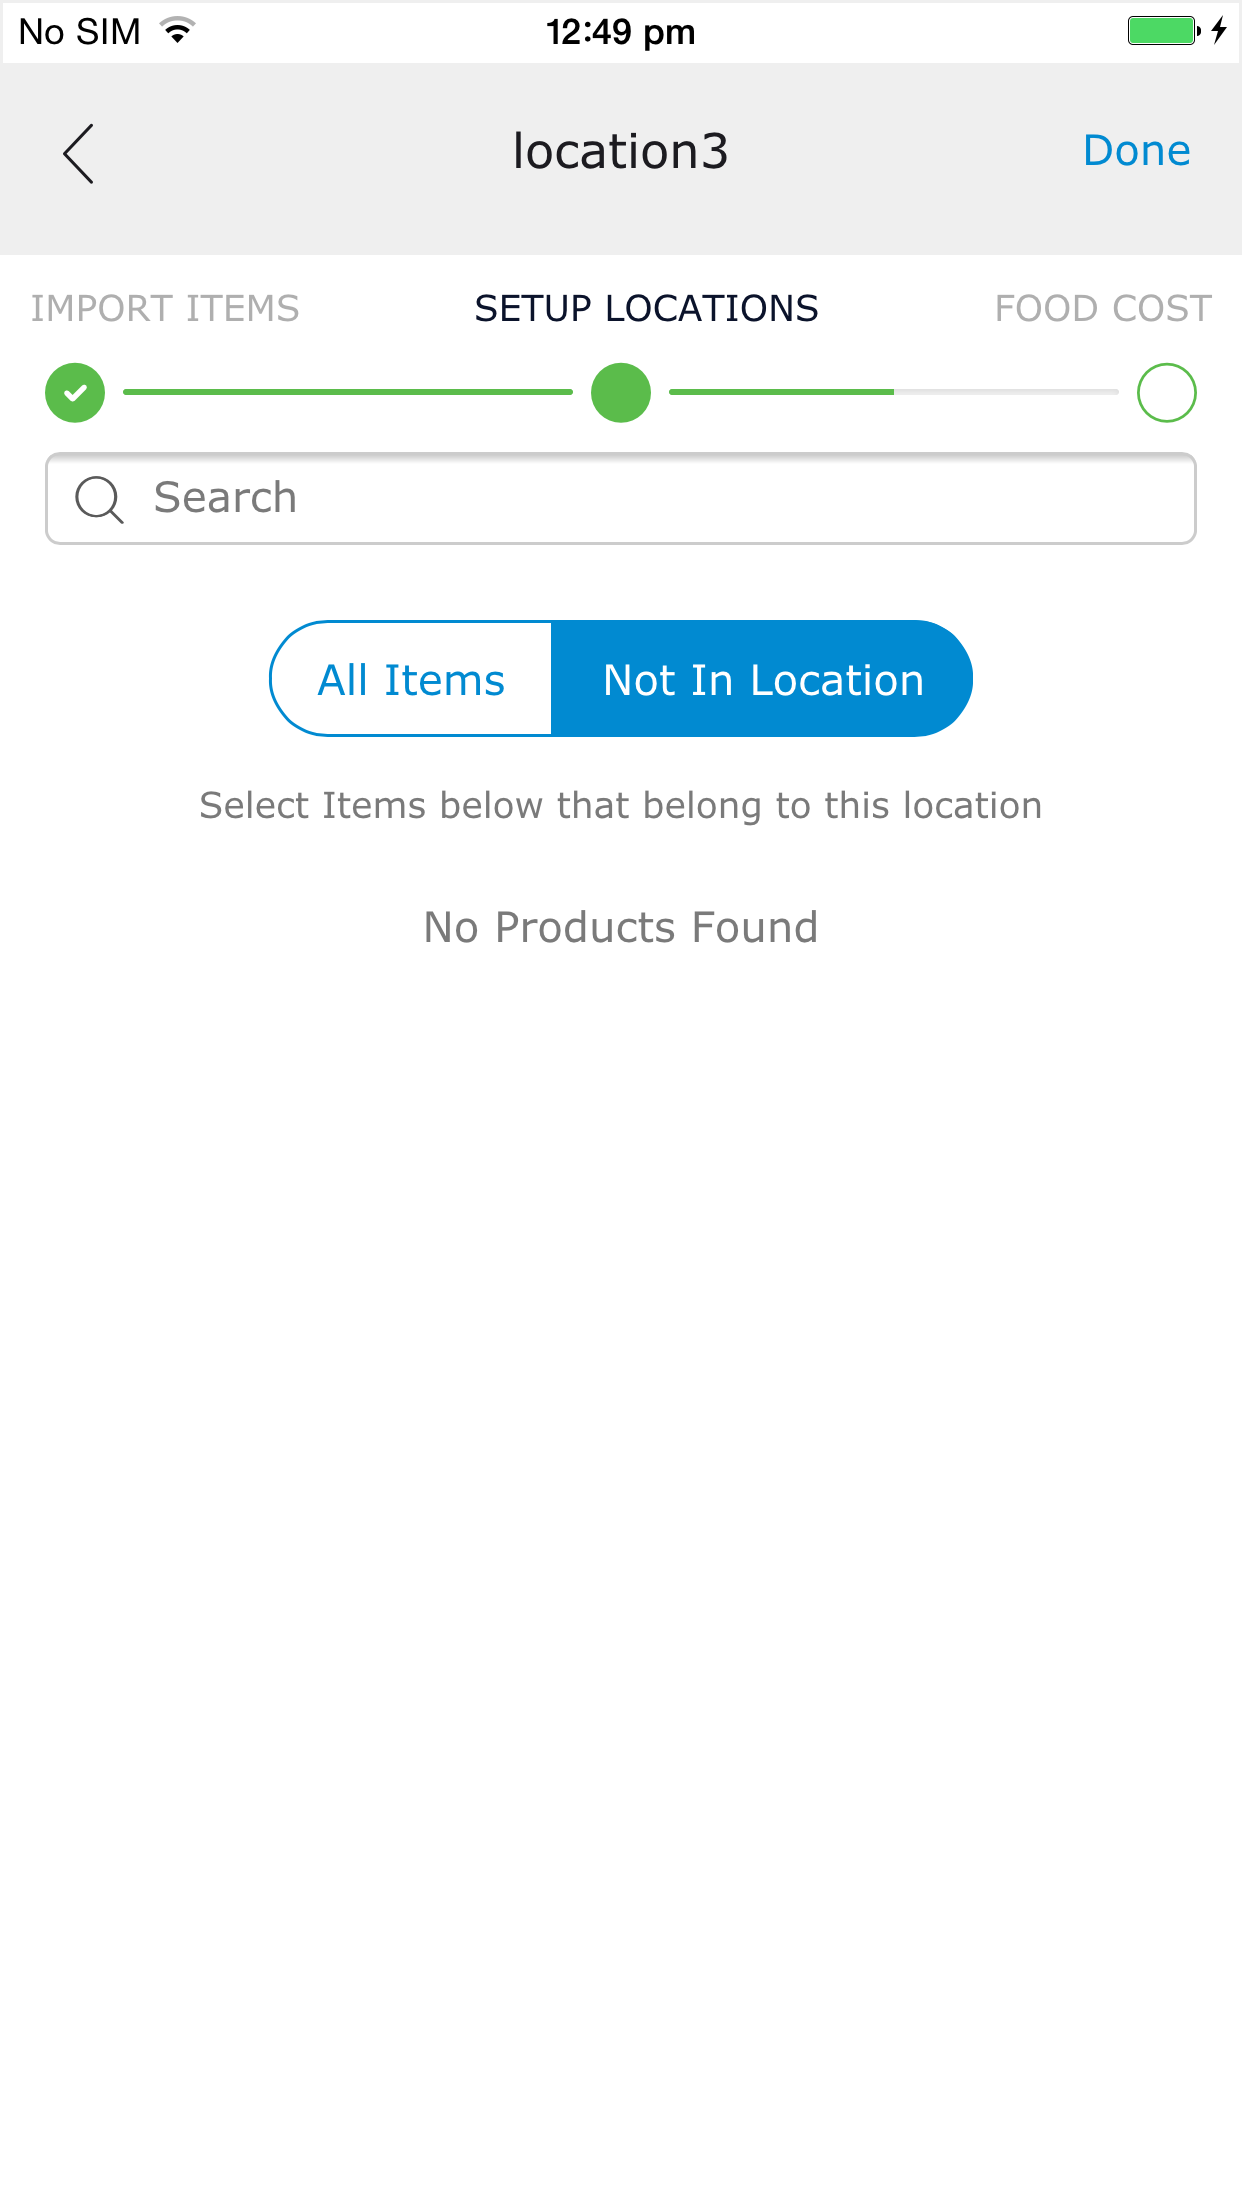 No SIM 12:49 pm
location3 Done
IMPORT ITEMS SETUP LOCATIONS FOOD COST
Search
All Items Not In Location
Select Items below that belong to this location
No Products Found